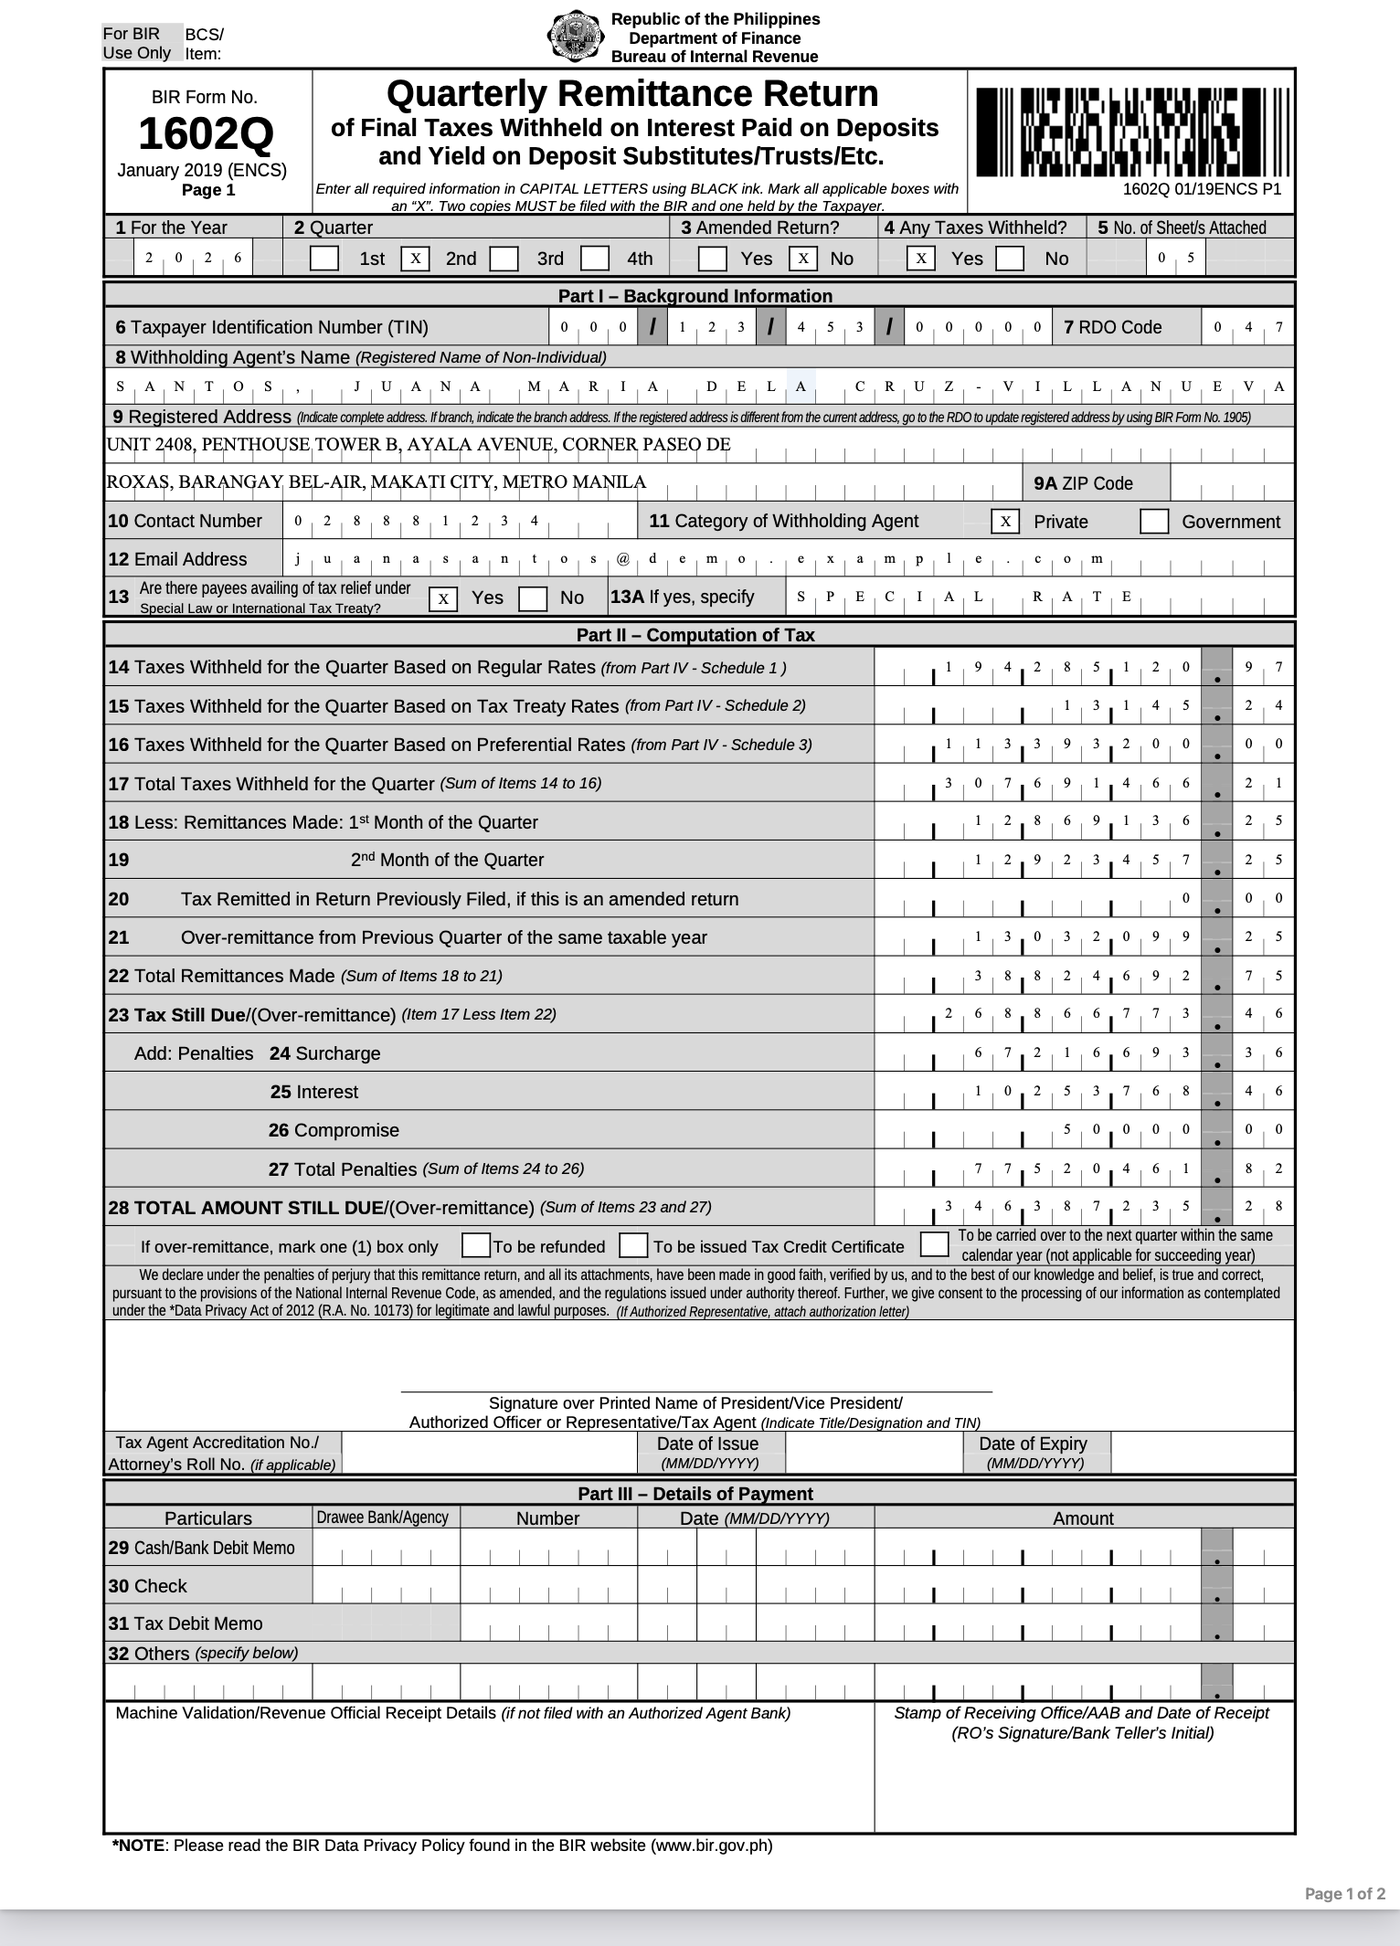 For BIR BCS/
Use Only Item:
Republic of the Philippines
Department of Finance
Bureau of Internal Revenue
BIR Form No.
1602Q
January 2019 (ENCS)
Page 1
Quarterly Remittance Return
of Final Taxes Withheld on Interest Paid on Deposits
and Yield on Deposit Substitutes/Trusts/Etc.
Enter all required information in CAPITAL LETTERS using BLACK ink. Mark all applicable boxes with
an “X”. Two copies MUST be filed with the BIR and one held by the Taxpayer.
1602Q 01/19ENCS P1
1 For the Year 2 Quarter 3 Amended Return? 4 Any Taxes Withheld? 5 No. of Sheet/s Attached
2 0 2 6 1st X 2nd 3rd 4th Yes X No X Yes No 0 5
Part I – Background Information
6 Taxpayer Identification Number (TIN) 0 0 0 / 1 2 3 / 4 5 3 / 0 0 0 0 0 7 RDO Code 0 4 7
8 Withholding Agent’s Name (Registered Name of Non-Individual)
SANTOS, JUANA MARIA DELA CRUZ-VILLANUEVA
9 Registered Address (Indicate complete address. If branch, indicate the branch address. If the registered address is different from the current address, go to the RDO to update registered address by using BIR Form No. 1905)
UNIT 2408, PENTHOUSE TOWER B, AYALA AVENUE, CORNER PASEO DE
ROXAS, BARANGAY BEL-AIR, MAKATI CITY, METRO MANILA 9A ZIP Code
10 Contact Number 0 2 8 8 8 1 2 3 4 11 Category of Withholding Agent X Private Government
12 Email Address juanasantos@demo.example.com
13 Are there payees availing of tax relief under
Special Law or International Tax Treaty? X Yes No 13A If yes, specify SPECIAL RATE
Part II – Computation of Tax
14 Taxes Withheld for the Quarter Based on Regular Rates (from Part IV - Schedule 1 ) 1 9 4 2 8 5 1 2 0 . 9 7
15 Taxes Withheld for the Quarter Based on Tax Treaty Rates (from Part IV - Schedule 2) 1 3 1 4 5 . 2 4
16 Taxes Withheld for the Quarter Based on Preferential Rates (from Part IV - Schedule 3) 1 1 3 3 9 3 2 0 0 . 0 0
17 Total Taxes Withheld for the Quarter (Sum of Items 14 to 16) 3 0 7 6 9 1 4 6 6 . 2 1
18 Less: Remittances Made: 1st Month of the Quarter 1 2 8 6 9 1 3 6 . 2 5
19 2nd Month of the Quarter 1 2 9 2 3 4 5 7 . 2 5
20 Tax Remitted in Return Previously Filed, if this is an amended return 0 . 0 0
21 Over-remittance from Previous Quarter of the same taxable year 1 3 0 3 2 0 9 9 . 2 5
22 Total Remittances Made (Sum of Items 18 to 21) 3 8 8 2 4 6 9 2 . 7 5
23 Tax Still Due/(Over-remittance) (Item 17 Less Item 22) 2 6 8 8 6 6 7 7 3 . 4 6
Add: Penalties 24 Surcharge 6 7 2 1 6 6 9 3 . 3 6
25 Interest 1 0 2 5 3 7 6 8 . 4 6
26 Compromise 5 0 0 0 0 . 0 0
27 Total Penalties (Sum of Items 24 to 26) 7 7 5 2 0 4 6 1 . 8 2
28 TOTAL AMOUNT STILL DUE/(Over-remittance) (Sum of Items 23 and 27) 3 4 6 3 8 7 2 3 5 . 2 8
If over-remittance, mark one (1) box only To be refunded To be issued Tax Credit Certificate To be carried over to the next quarter within the same
calendar year (not applicable for succeeding year)
We declare under the penalties of perjury that this remittance return, and all its attachments, have been made in good faith, verified by us, and to the best of our knowledge and belief, is true and correct,
pursuant to the provisions of the National Internal Revenue Code, as amended, and the regulations issued under authority thereof. Further, we give consent to the processing of our information as contemplated
under the *Data Privacy Act of 2012 (R.A. No. 10173) for legitimate and lawful purposes. (If Authorized Representative, attach authorization letter)
Signature over Printed Name of President/Vice President/
Authorized Officer or Representative/Tax Agent (Indicate Title/Designation and TIN)
Tax Agent Accreditation No./ Date of Issue Date of Expiry
Attorney’s Roll No. (if applicable) (MM/DD/YYYY) (MM/DD/YYYY)
Part III – Details of Payment
Particulars Drawee Bank/Agency Number Date (MM/DD/YYYY) Amount
29 Cash/Bank Debit Memo .
30 Check .
31 Tax Debit Memo .
32 Others (specify below)
.
Machine Validation/Revenue Official Receipt Details (if not filed with an Authorized Agent Bank) Stamp of Receiving Office/AAB and Date of Receipt
(RO’s Signature/Bank Teller’s Initial)
*NOTE: Please read the BIR Data Privacy Policy found in the BIR website (www.bir.gov.ph)
Page 1 of 2